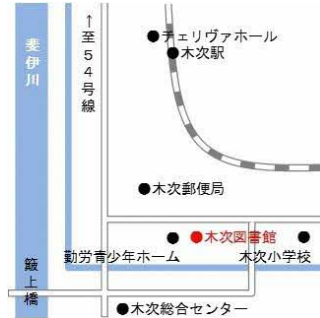 斐伊川
↑至54号線
チェリヴァホール
木次駅
木次郵便局
木次図書館
勤労青少年ホーム
木次小学校
簸上橋
木次総合センター